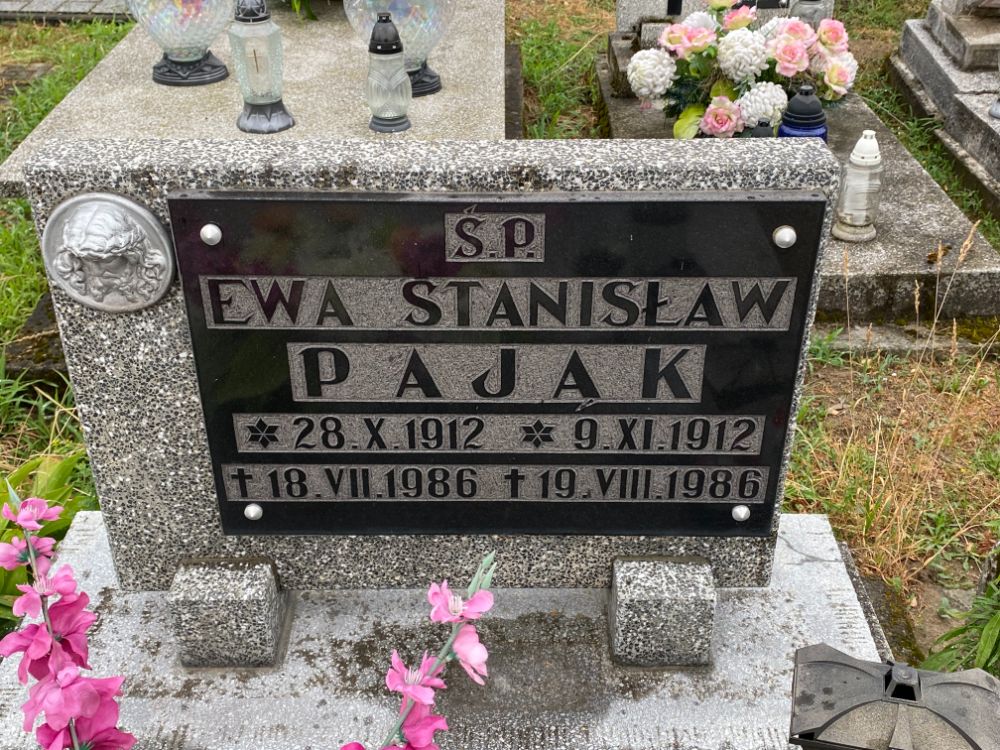 Ś.P.
EWA STANISŁAW
PAJĄK
* 28.X.1912 * 9.XI.1912
† 18.VII.1986 † 19.VIII.1986